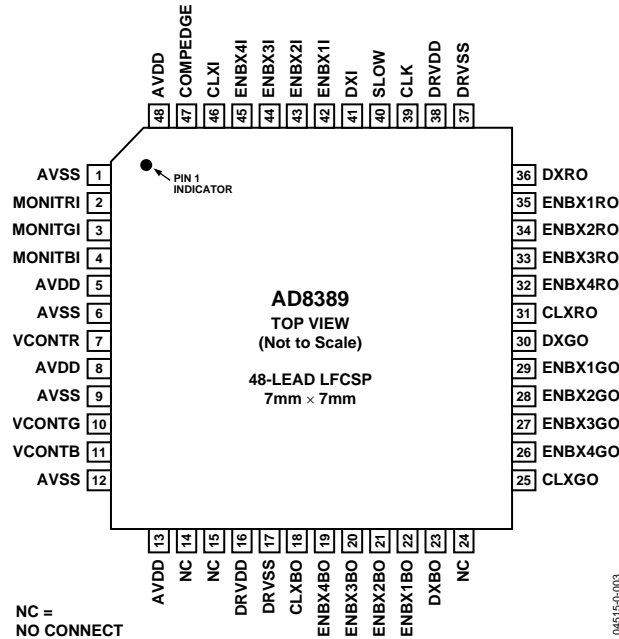 AVDD
COMPEDGE
CLXI
ENBX4I
ENBX3I
ENBX2I
ENBX1I
DXI
SLOW
CLK
DRVDD
DRVSS
48
47
46
45
44
43
42
41
40
39
38
37
AVSS 1
MONITRI 2
MONITGI 3
MONITBI 4
AVDD 5
AVSS 6
VCONTR 7
AVDD 8
AVSS 9
VCONTG 10
VCONTB 11
AVSS 12
PIN 1
INDICATOR
AD8389
TOP VIEW
(Not to Scale)
48-LEAD LFCSP
7mm × 7mm
36 DXRO
35 ENBX1RO
34 ENBX2RO
33 ENBX3RO
32 ENBX4RO
31 CLXRO
30 DXGO
29 ENBX1GO
28 ENBX2GO
27 ENBX3GO
26 ENBX4GO
25 CLXGO
13
14
15
16
17
18
19
20
21
22
23
24
AVDD
NC
NC
DRVDD
DRVSS
CLXBO
ENBX4BO
ENBX3BO
ENBX2BO
ENBX1BO
DXBO
NC
NC =
NO CONNECT
04515-0-003